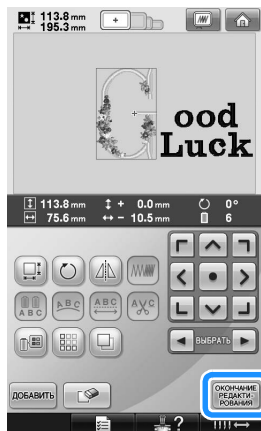 113.8 mm
195.3 mm
ood
Luck
113.8 mm + 0.0 mm 0°
75.6 mm - 10.5 mm 6
A B C A B C A B C A Y C
ВЫБРАТЬ
ДОБАВИТЬ
ОКОНЧАНИЕ
РЕДАКТИ-
РОВАНИЯ
?